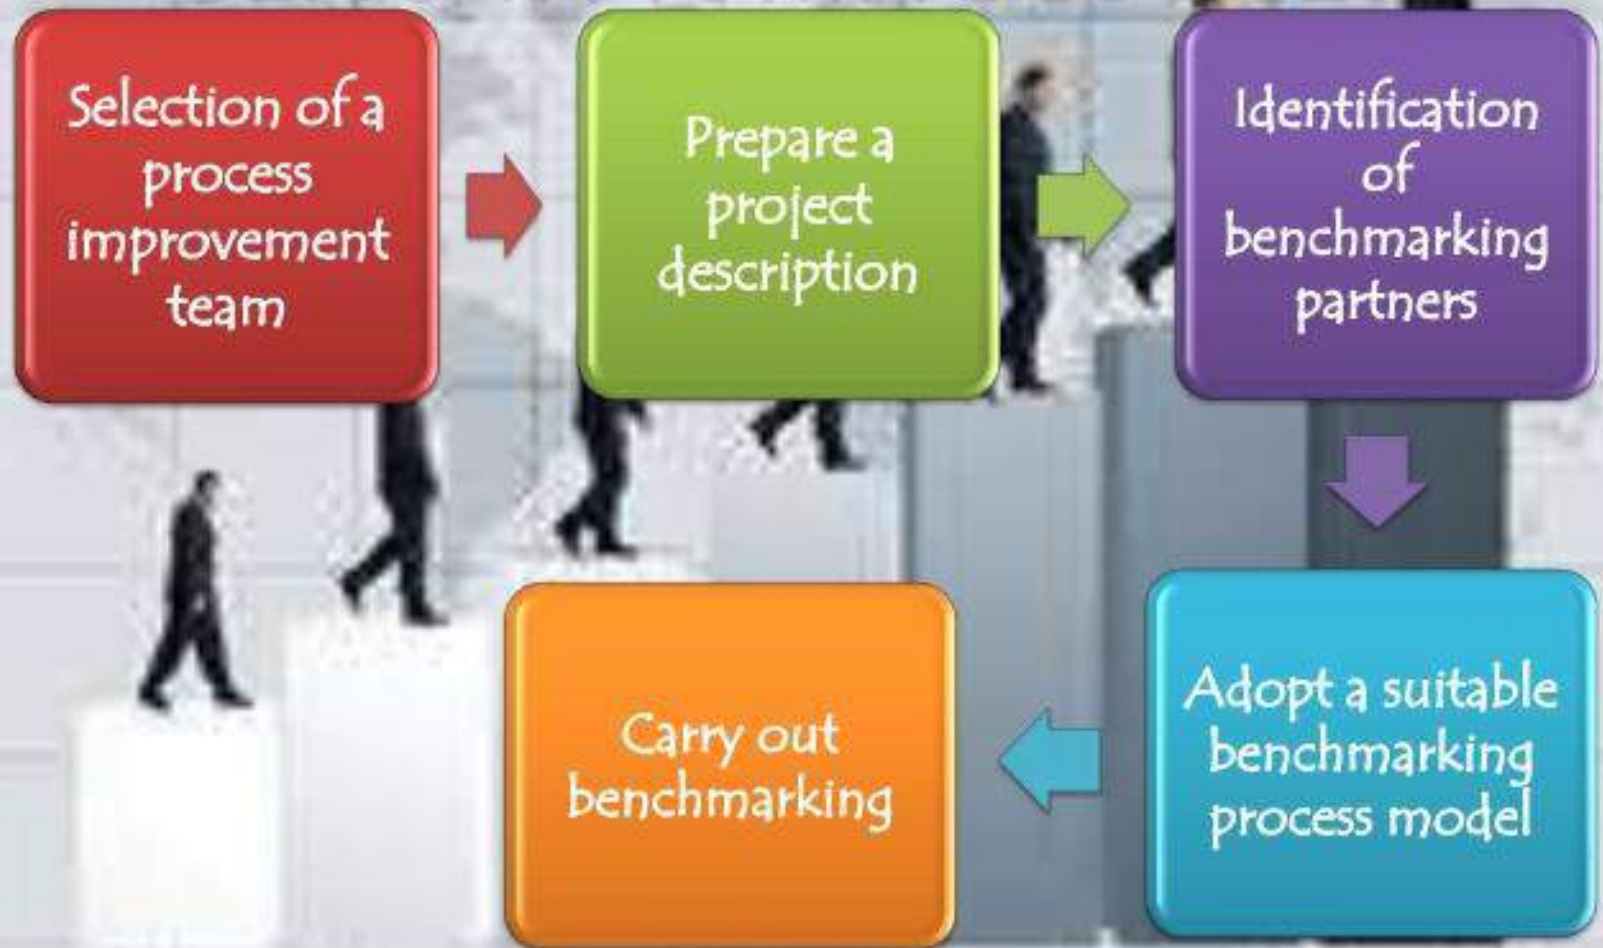 Selection of a
process
improvement
team
Prepare a
project
description
Identification
of
benchmarking
partners
Adopt a suitable
benchmarking
process model
Carry out
benchmarking